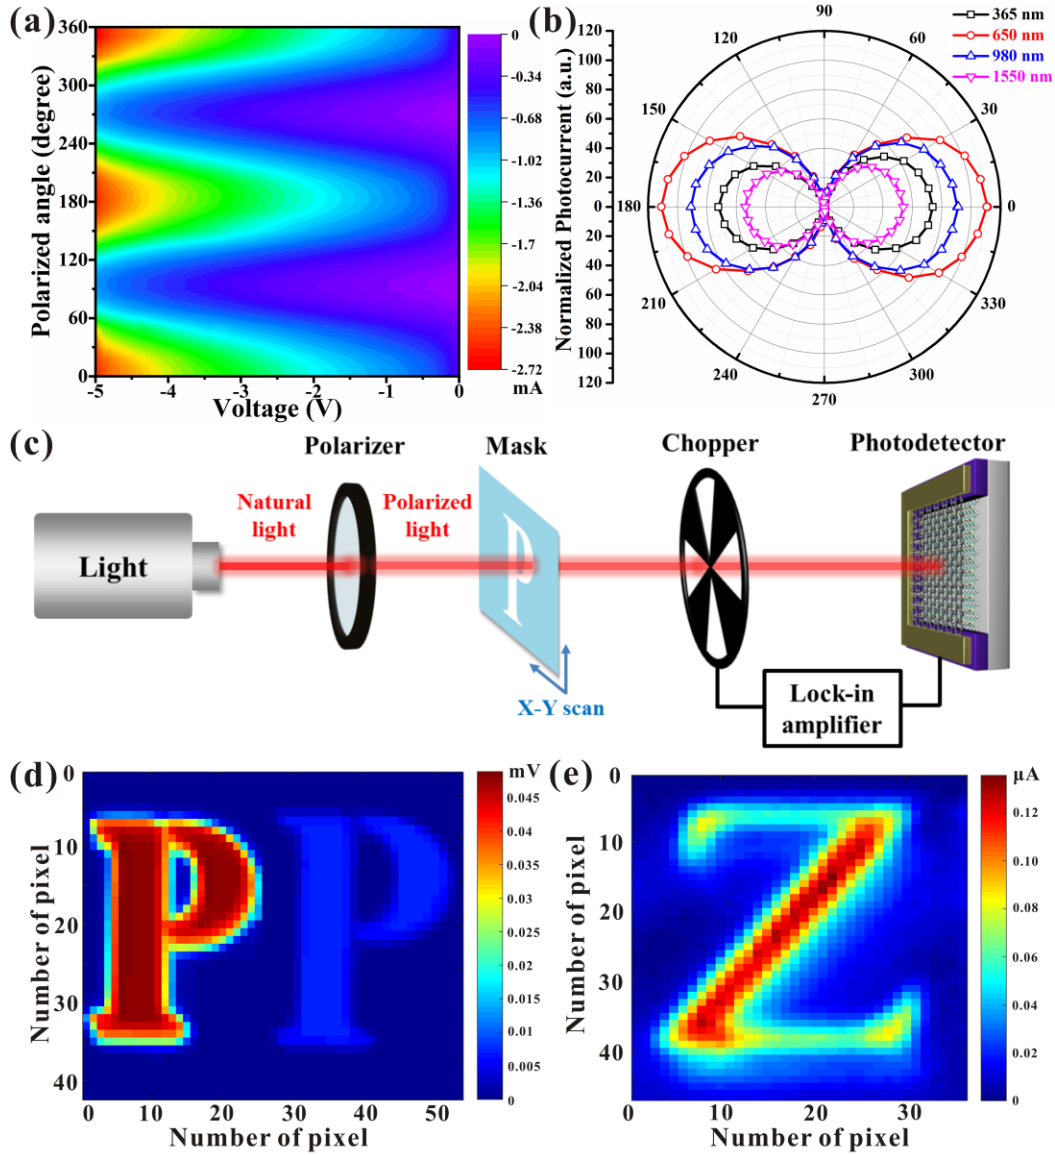 (a)
Polarized angle (degree)
360
300
240
180
120
60
0
-5
-4
-3
-2
-1
0
Voltage (V)
0
-0.34
-0.68
-1.02
-1.36
-1.7
-2.04
-2.38
-2.72
mA
(b)
365 nm
650 nm
980 nm
1550 nm
Normalized Photocurrent (a.u.)
120
100
80
60
40
20
0
20
40
60
80
100
120
90
120
60
150
30
180
0
210
330
240
300
270
(c)
Polarizer
Mask
Chopper
Photodetector
Natural
light
Polarized
light
Light
P
X-Y scan
Lock-in
amplifier
(d)
Number of pixel
0
10
20
30
40
0
10
20
30
40
50
Number of pixel
mV
0.045
0.04
0.035
0.03
0.025
0.02
0.015
0.01
0.005
0
P P
(e)
Number of pixel
0
10
20
30
40
0
10
20
30
Number of pixel
μA
0.12
0.10
0.08
0.06
0.04
0.02
0
Z